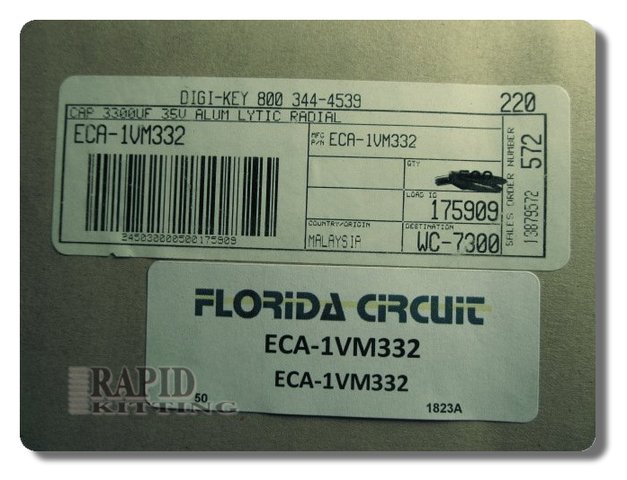 DIGI-KEY 800 344-4539
220
CAP 3300UF 35V ALUM LYTIC RADIAL
ECA-1VM332
MFG P/N ECA-1VM332
QTY
LOAD ID
175909
COUNTRY/ORIGIN
MALAYSIA
DESTINATION
WC-7300
2450300000500175909
SALES ORDER NUMBER
13879572
572
FLORIDA CIRCUIT
ECA-1VM332
ECA-1VM332
50
1823A
RAPID
KITTING